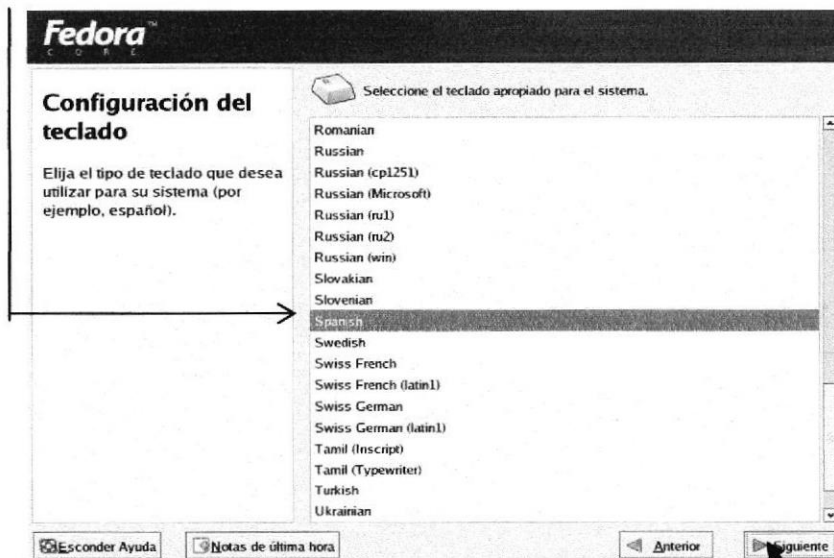 Fedora™
CORE
Configuración del
teclado
Elija el tipo de teclado que desea
utilizar para su sistema (por
ejemplo, español).
Seleccione el teclado apropiado para el sistema.
Romanian
Russian
Russian (cp1251)
Russian (Microsoft)
Russian (ru1)
Russian (ru2)
Russian (win)
Slovakian
Slovenian
Spanish
Swedish
Swiss French
Swiss French (latin1)
Swiss German
Swiss German (latin1)
Tamil (Inscript)
Tamil (Typewriter)
Turkish
Ukrainian
Esconder Ayuda
Notas de última hora
Anterior
Siguiente